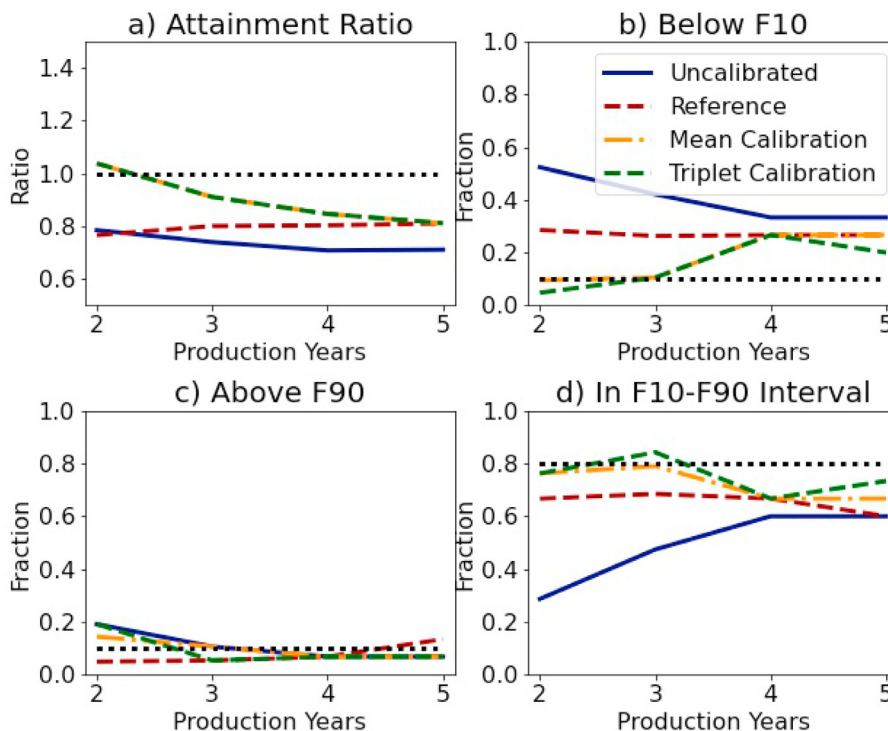 a) Attainment Ratio
1.4
1.2
1.0
0.8
0.6
Ratio
2 3 4 5
Production Years
b) Below F10
1.0
0.8
0.6
0.4
0.2
0.0
Fraction
Uncalibrated
Reference
Mean Calibration
Triplet Calibration
2 3 4 5
Production Years
c) Above F90
1.0
0.8
0.6
0.4
0.2
0.0
Fraction
2 3 4 5
Production Years
d) In F10-F90 Interval
1.0
0.8
0.6
0.4
0.2
0.0
Fraction
2 3 4 5
Production Years